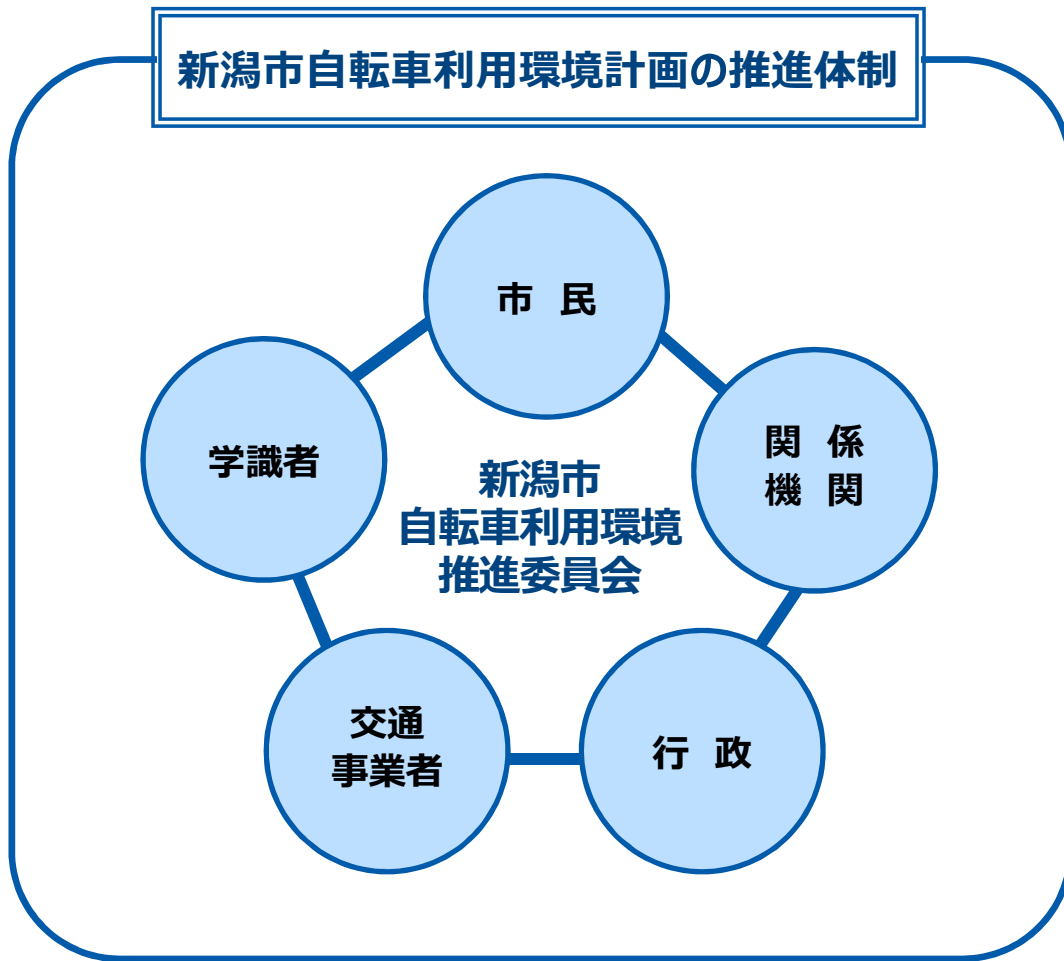 新潟市自転車利用環境計画の推進体制
市 民
学識者
関 係
機 関
新潟市
自転車利用環境
推進委員会
交通
事業者
行 政